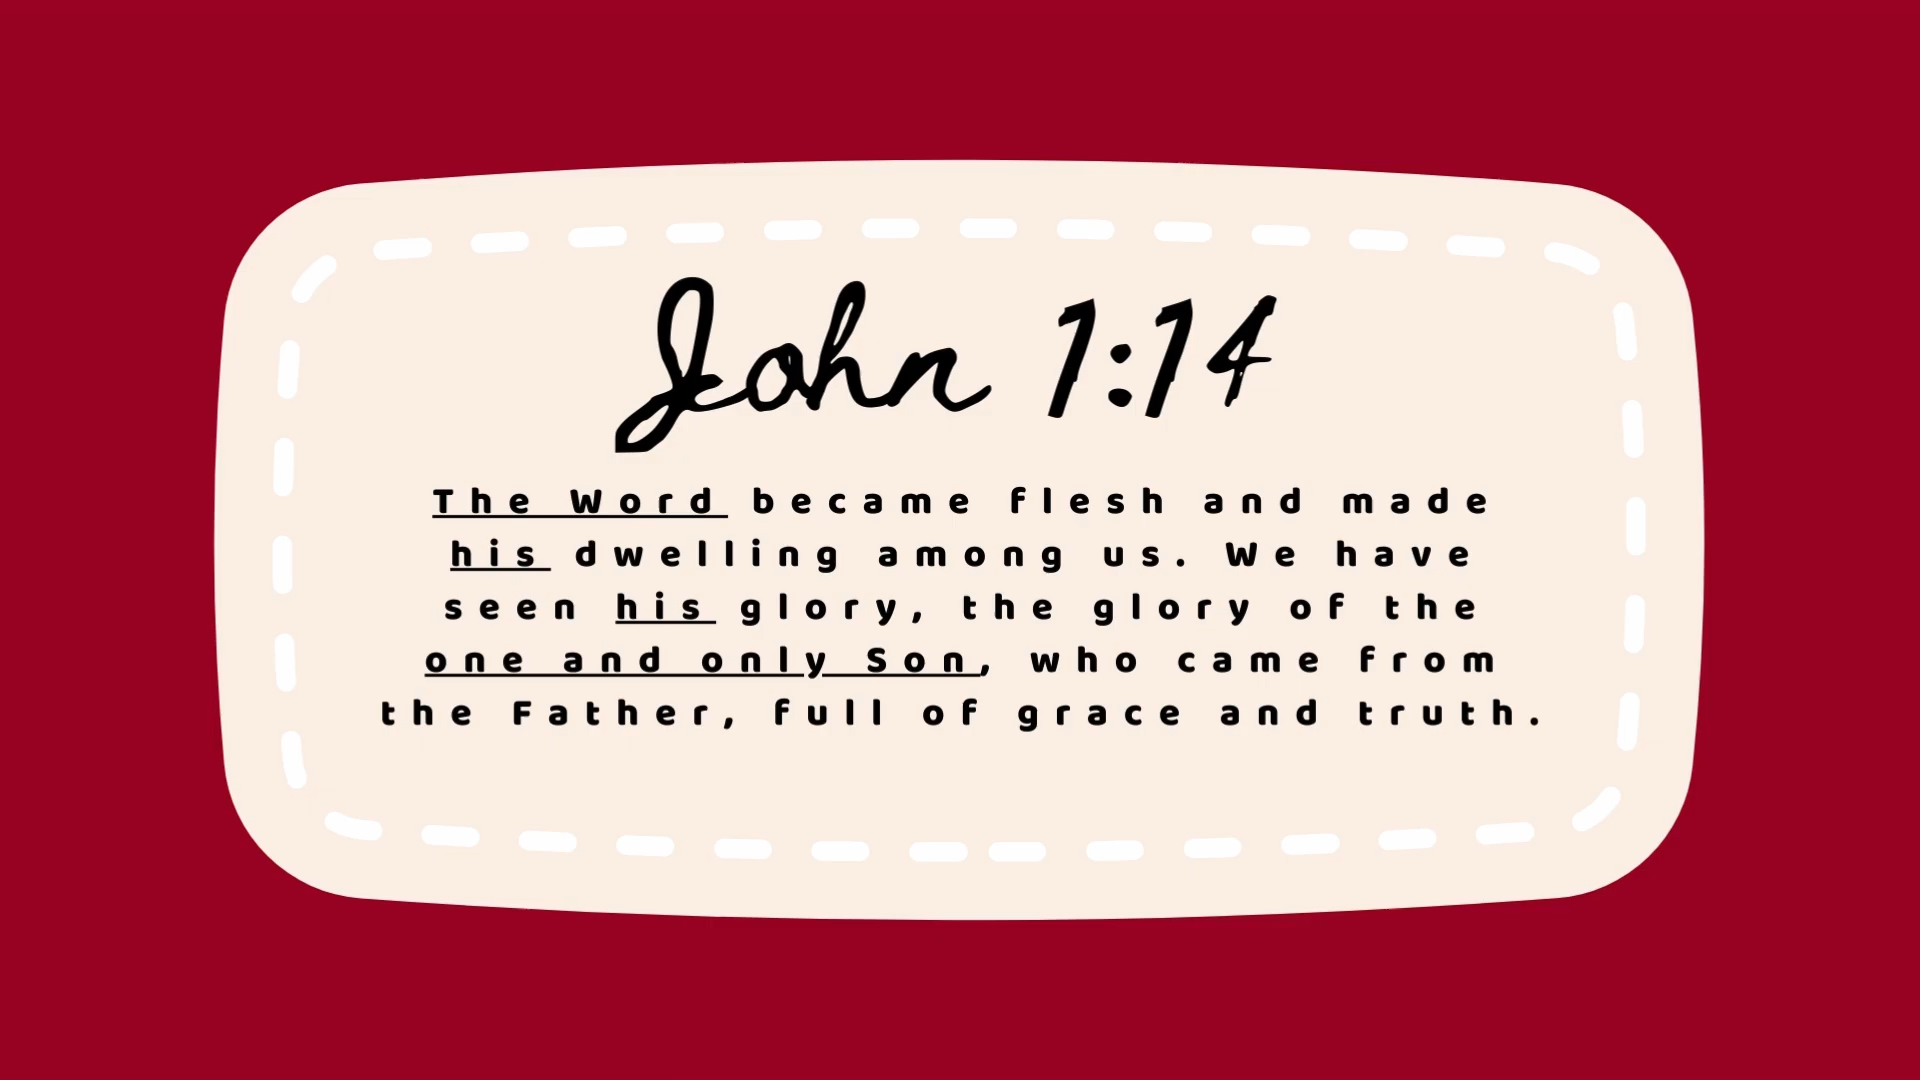 John 1:14
The Word became flesh and made
his dwelling among us. We have
seen his glory, the glory of the
one and only Son, who came from
the Father, full of grace and truth.